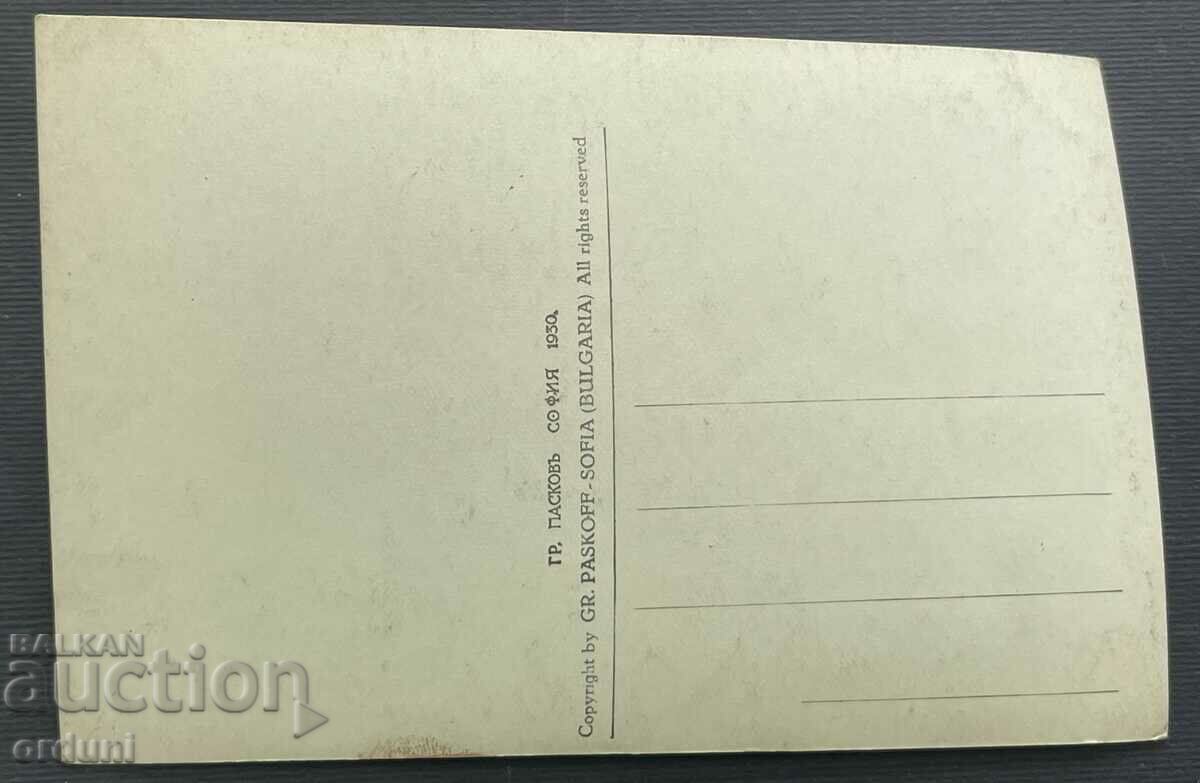 ГР. ПАСКОВЪ СОФИЯ 1930.
Copyright by GR. PASKOFF - SOFIA (BULGARIA) All rights reserved
BALKAN
auction
orduni